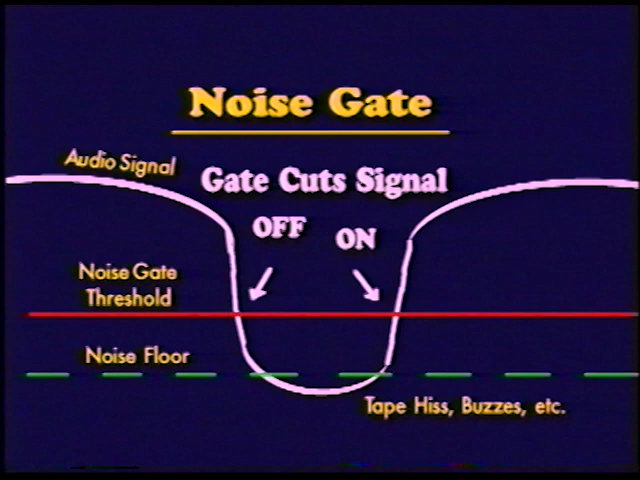 Noise Gate
Audio Signal
Gate Cuts Signal
OFF
ON
Noise Gate
Threshold
Noise Floor
Tape Hiss, Buzzes, etc.